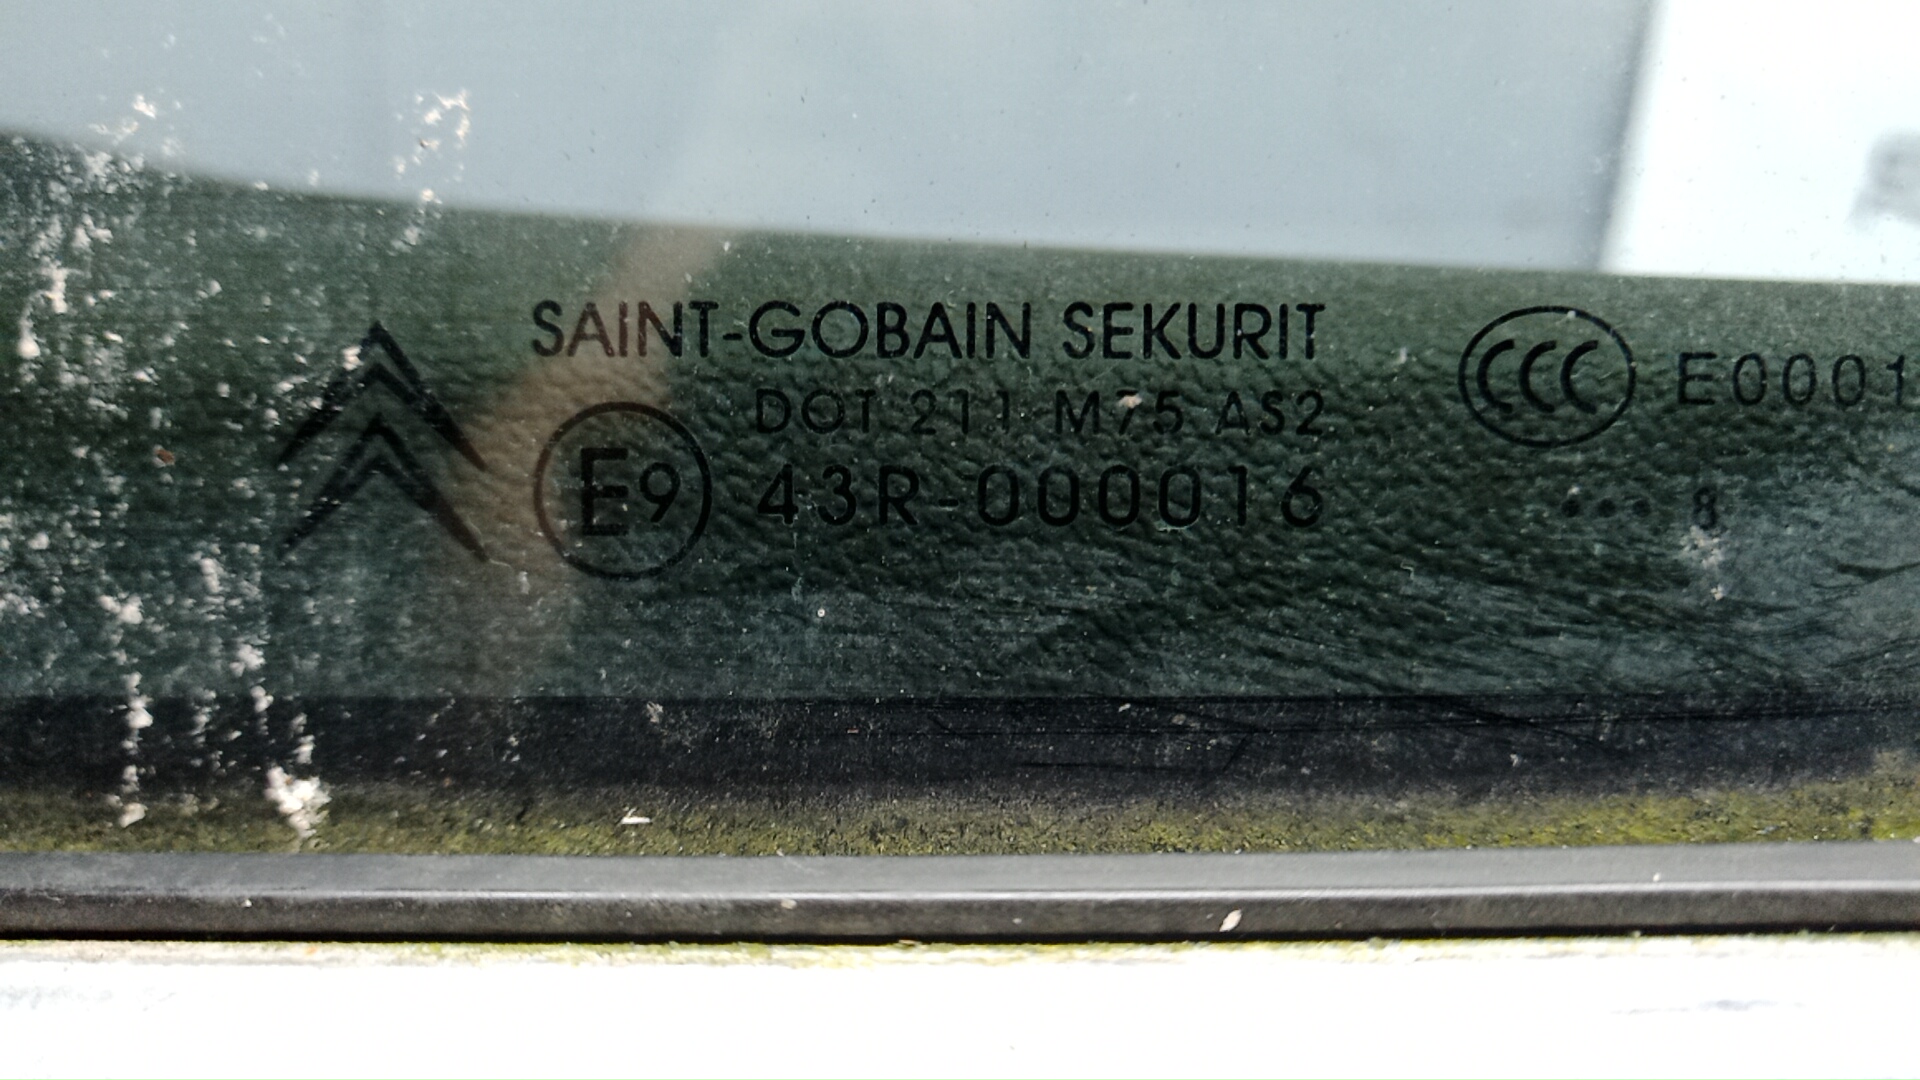 SAINT-GOBAIN SEKURIT
DOT 211 M75 AS2
E9 43R-000016
CCC E0001
... 8